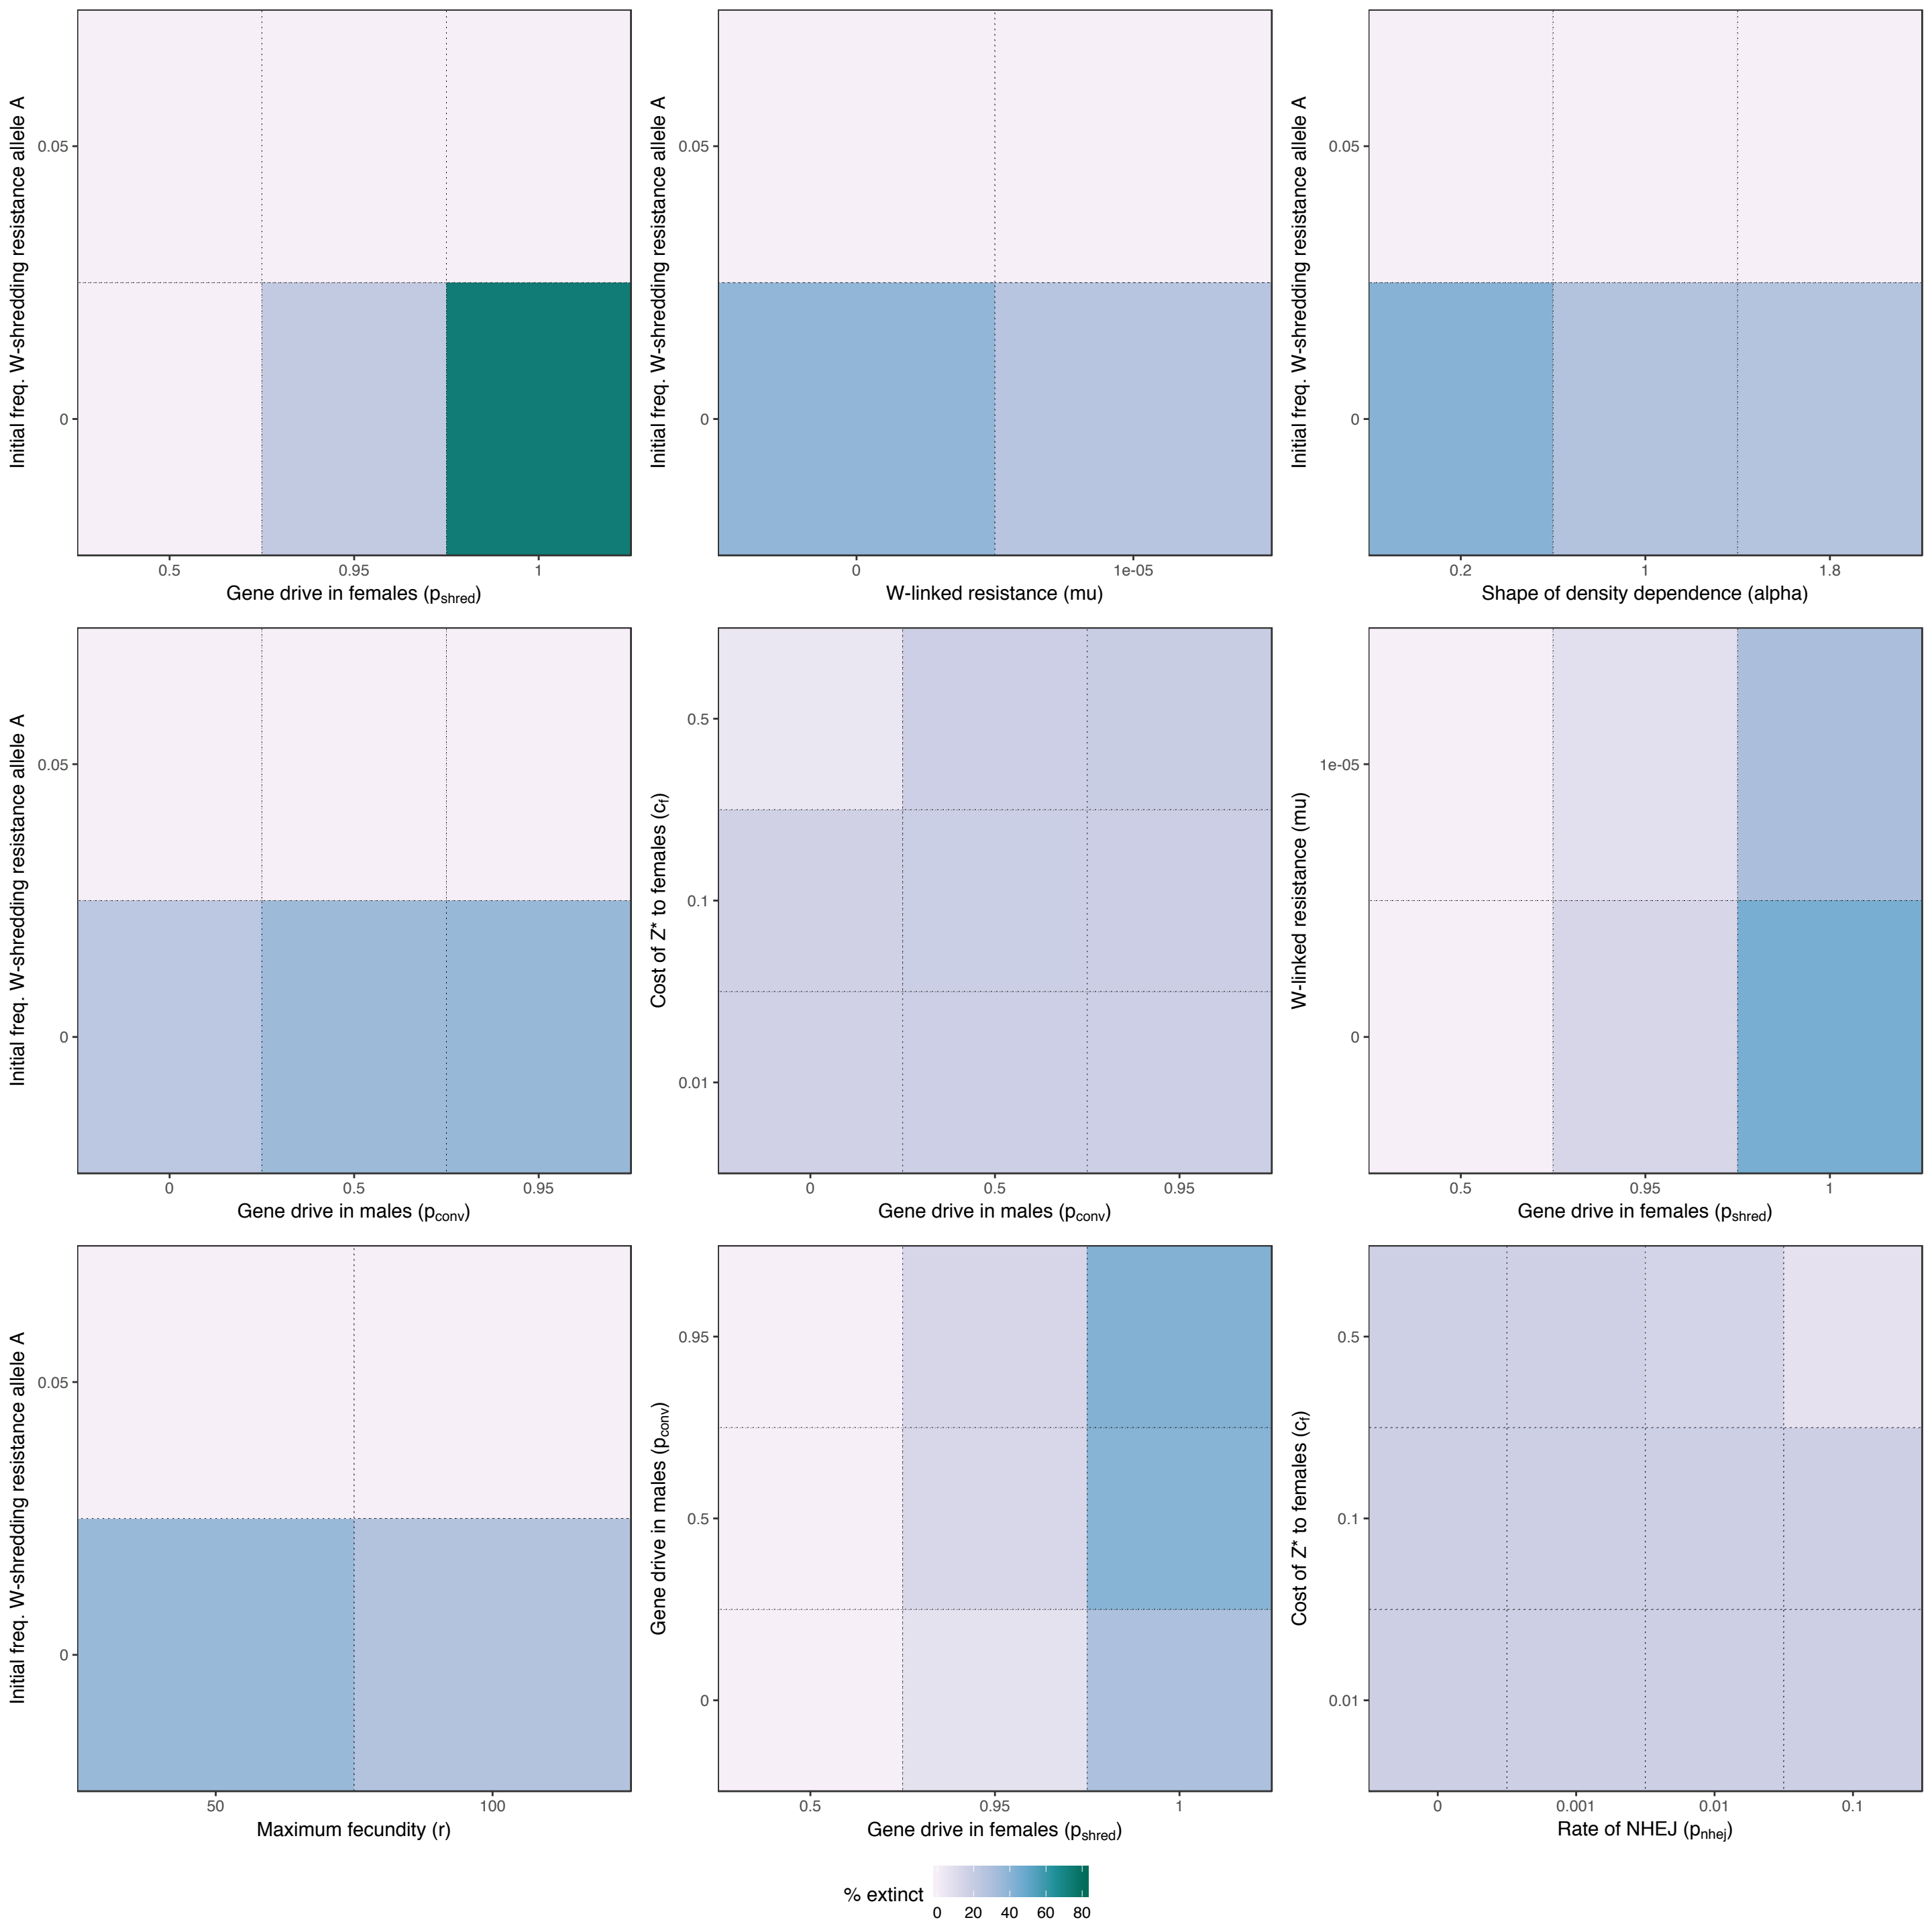 Initial freq. W-shredding resistance allele A
0.05
0
0.5 0.95 1
Gene drive in females (pshred)
Initial freq. W-shredding resistance allele A
0.05
0
0 1e-05
W-linked resistance (mu)
Initial freq. W-shredding resistance allele A
0.05
0
0.2 1 1.8
Shape of density dependence (alpha)
Initial freq. W-shredding resistance allele A
0.05
0
0 0.5 0.95
Gene drive in males (pconv)
Cost of Z* to females (cf)
0.5
0.1
0.01
0 0.5 0.95
Gene drive in males (pconv)
W-linked resistance (mu)
1e-05
0
0.5 0.95 1
Gene drive in females (pshred)
Initial freq. W-shredding resistance allele A
0.05
0
50 100
Maximum fecundity (r)
Gene drive in males (pconv)
0.95
0.5
0
0.5 0.95 1
Gene drive in females (pshred)
Cost of Z* to females (cf)
0.5
0.1
0.01
0 0.001 0.01 0.1
Rate of NHEJ (pnhej)
% extinct
0 20 40 60 80